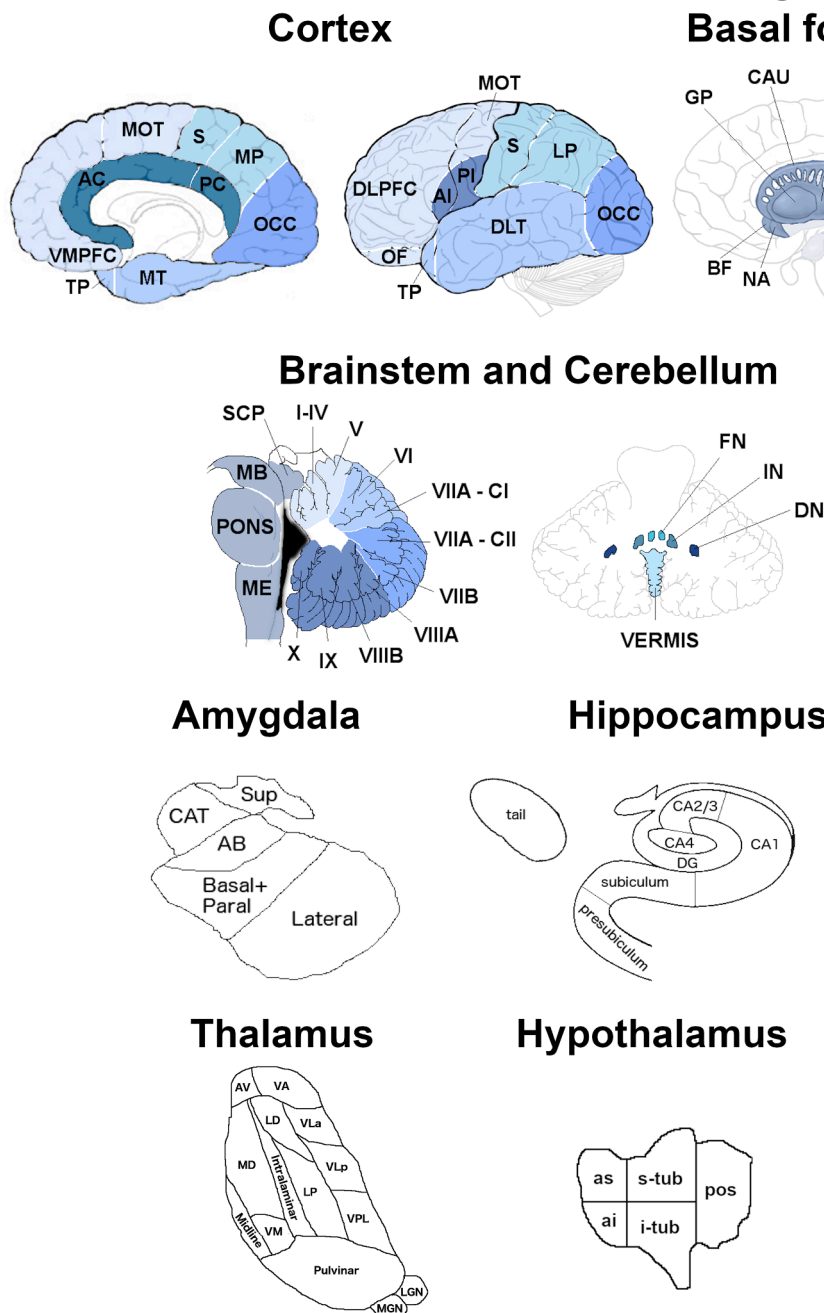 Cortex
Basal fo
MOT
S
MP
AC
PC
OCC
VMPFC
TP
MT
MOT
S
LP
PI
AI
DLPFC
DLT
OCC
OF
TP
CAU
GP
BF
NA
Brainstem and Cerebellum
SCP
I-IV
V
VI
MB
VIIA - CI
PONS
VIIA - CII
ME
VIIB
VIIIA
X
IX
VIIIB
FN
IN
DN
VERMIS
Amygdala
Hippocampus
Sup
CAT
AB
Basal+
Paral
Lateral
tail
CA2/3
CA4
CA1
DG
subiculum
presubiculum
Thalamus
Hypothalamus
AV
VA
LD
VLa
MD
Intralaminar
VLp
LP
VPL
Midline
VM
Pulvinar
LGN
MGN
as
s-tub
pos
ai
i-tub